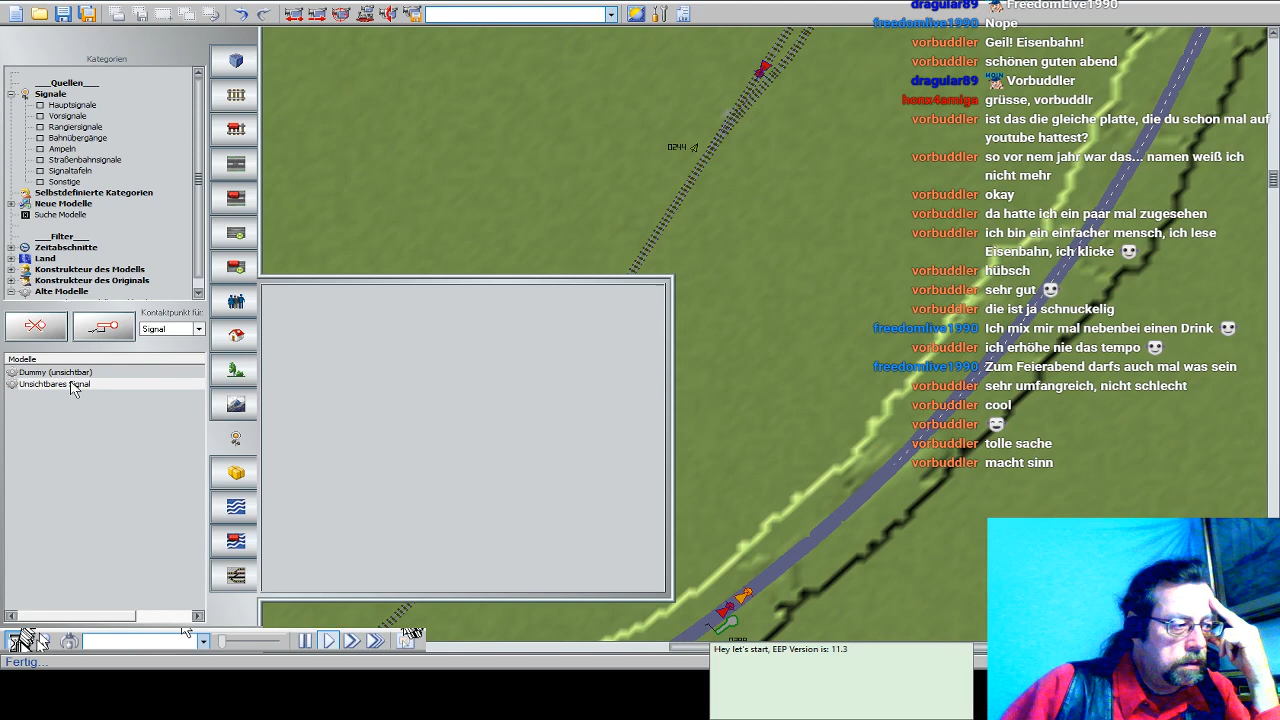 Kategorien
___Quellen___
Signale
Hauptsignale
Vorsignale
Rangiersignale
Bahnübergänge
Ampeln
Straßenbahnsignale
Signaltafeln
Sonstige
Selbstdefinierte Kategorien
Neue Modelle
Suche Modelle
___Filter___
Zeitabschnitte
Land
Konstrukteur des Modells
Konstrukteur des Originals
Alte Modelle
Kontaktpunkt für:
Signal
Modelle
Dummy (unsichtbar)
Unsichtbares Signal
Fertig...
0244
Hey let's start, EEP Version is: 11.3
dragular89 FreedomLive1990
freedomlive1990 Nope
vorbuddler Geil! Eisenbahn!
vorbuddler schönen guten abend
dragular89 MOIN Vorbuddler
honx4amiga grüsse, vorbuddlr
vorbuddler ist das die gleiche platte, die du schon mal auf
youtube hattest?
vorbuddler so vor nem jahr war das... namen weiß ich
nicht mehr
vorbuddler okay
vorbuddler da hatte ich ein paar mal zugesehen
vorbuddler ich bin ein einfacher mensch, ich lese
Eisenbahn, ich klicke
vorbuddler hübsch
vorbuddler sehr gut
vorbuddler die ist ja schnuckelig
freedomlive1990 Ich mix mir mal nebenbei einen Drink
vorbuddler ich erhöhe nie das tempo
freedomlive1990 Zum Feierabend darfs auch mal was sein
vorbuddler sehr umfangreich, nicht schlecht
vorbuddler cool
vorbuddler
vorbuddler tolle sache
vorbuddler macht sinn